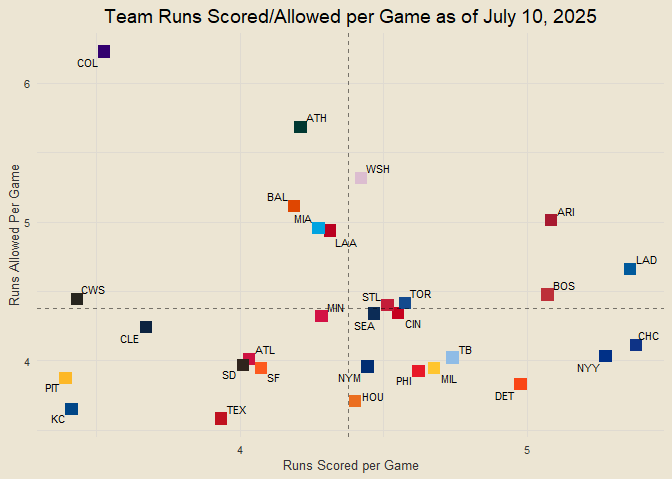 Team Runs Scored/Allowed per Game as of July 10, 2025
COL
6
ATH
WSH
BAL
ARI
MIA
5
LAA
LAD
BOS
CWS
STL
TOR
MIN
SEA
CIN
CLE
CHC
ATL
TB
4
NYY
SD
SF
NYM
PHI
MIL
PIT
DET
HOU
TEX
KC
4
5
Runs Allowed Per Game
Runs Scored per Game